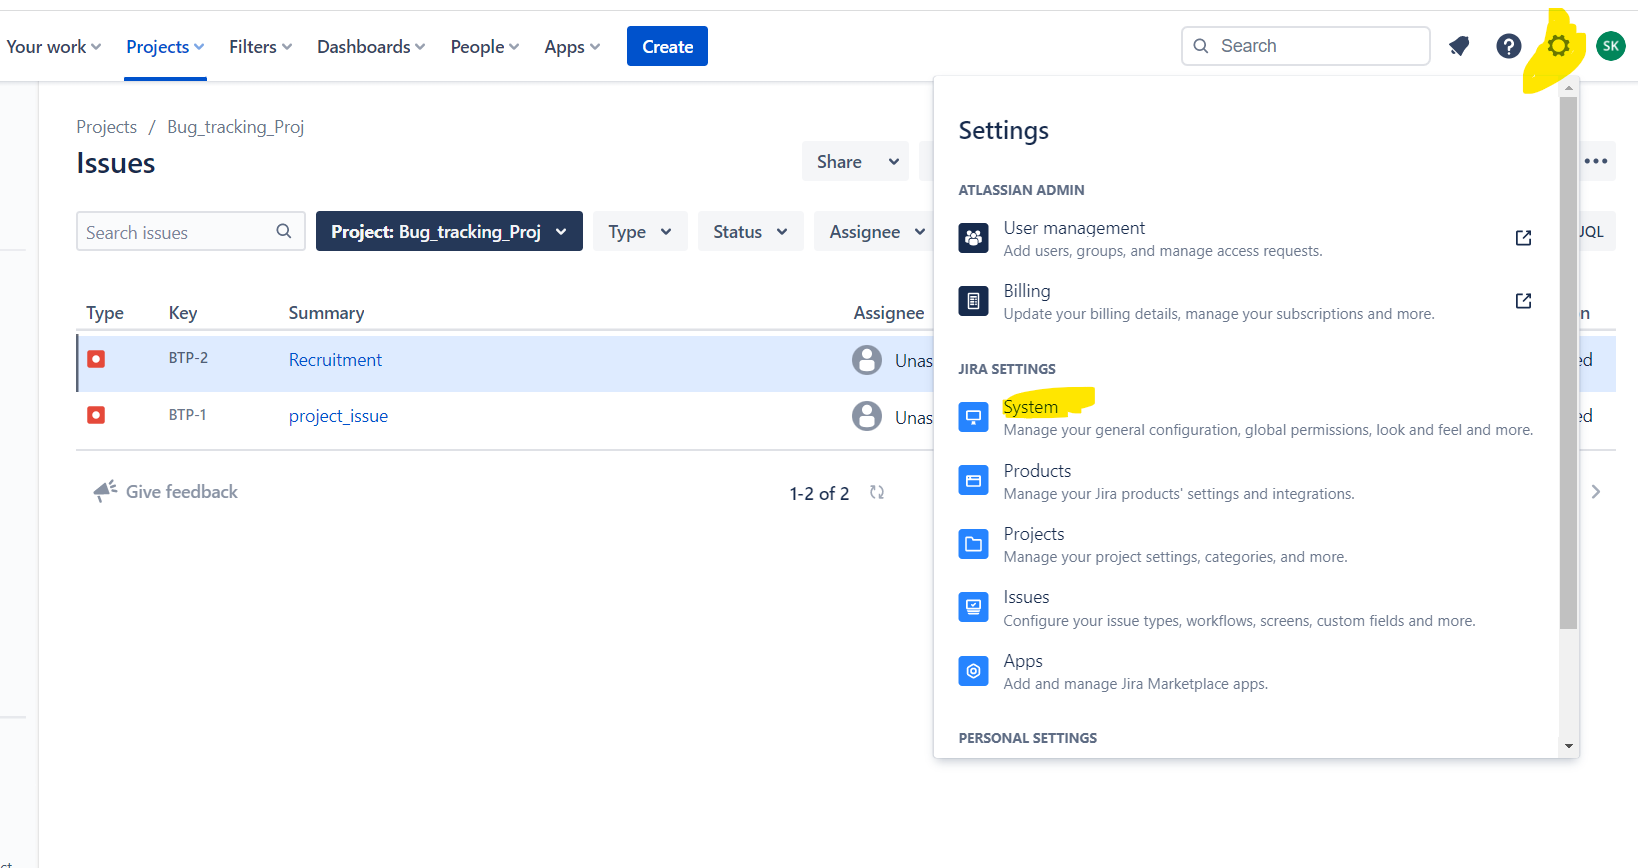 Your work Projects Filters Dashboards People Apps Create Search SK
Projects / Bug_tracking_Proj
Issues
Share
Search issues Project: Bug_tracking_Proj Type Status Assignee JQL
Type Key Summary Assignee
BTP-2 Recruitment Unas
BTP-1 project_issue Unas
Give feedback 1-2 of 2
Settings
ATLASSIAN ADMIN
User management
Add users, groups, and manage access requests.
Billing
Update your billing details, manage your subscriptions and more.
JIRA SETTINGS
System
Manage your general configuration, global permissions, look and feel and more.
Products
Manage your Jira products' settings and integrations.
Projects
Manage your project settings, categories, and more.
Issues
Configure your issue types, workflows, screens, custom fields and more.
Apps
Add and manage Jira Marketplace apps.
PERSONAL SETTINGS